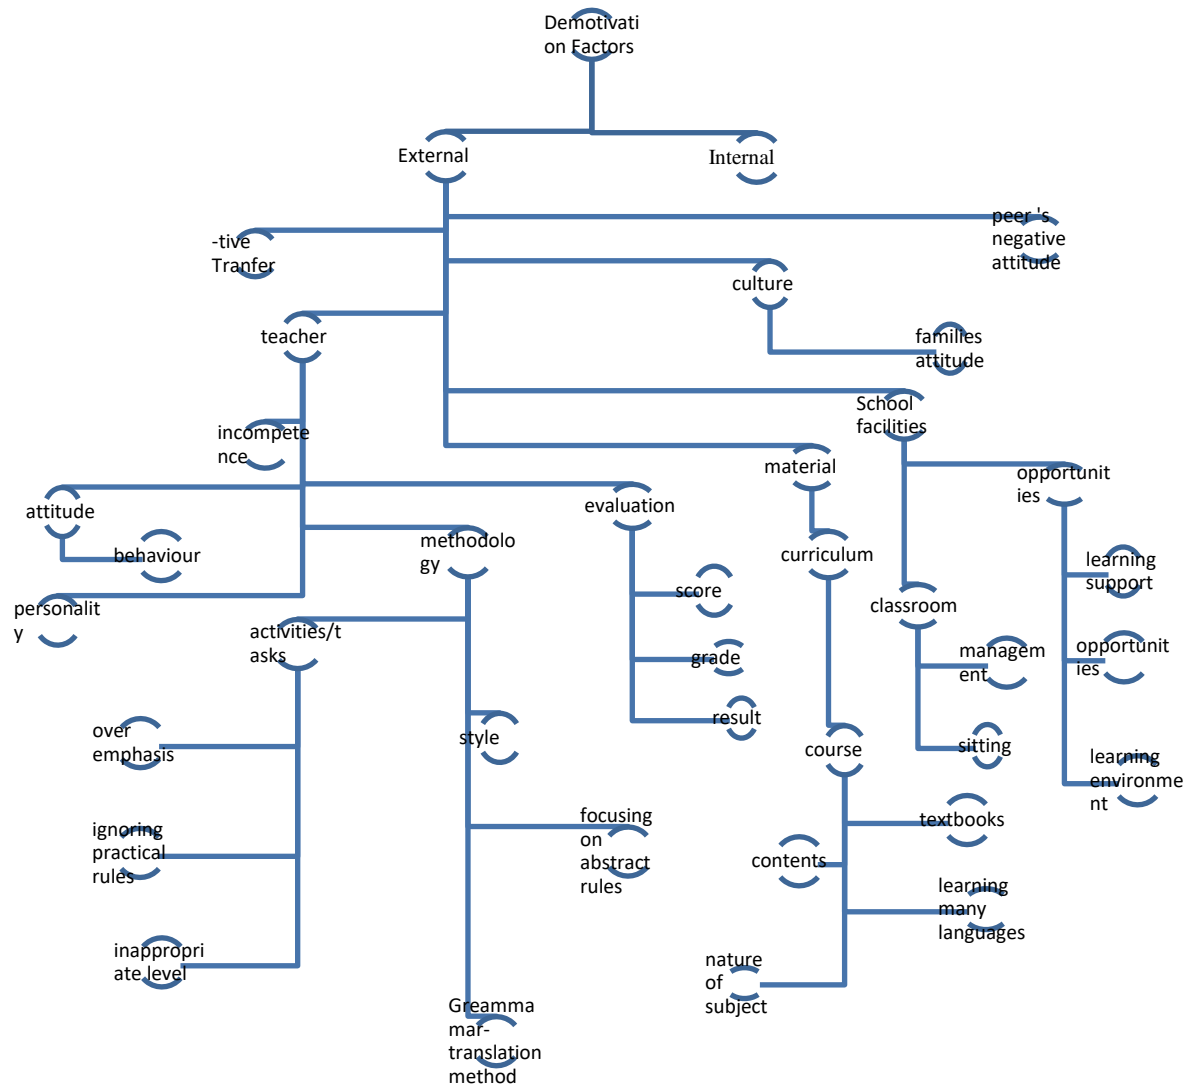 Demotivati
on Factors
External
Internal
-tive
Tranfer
peer 's
negative
attitude
culture
families
attitude
teacher
School
facilities
incompete
nce
material
opportunit
ies
attitude
behaviour
evaluation
methodolo
gy
curriculum
learning
support
personalit
y
score
classroom
activities/t
asks
grade
managem
ent
opportunit
ies
over
emphasis
style
result
course
sitting
learning
environme
nt
ignoring
practical
rules
focusing
on
abstract
rules
contents
textbooks
learning
many
languages
inappropri
ate level
nature
of
subject
Greamma
mar-
translation
method